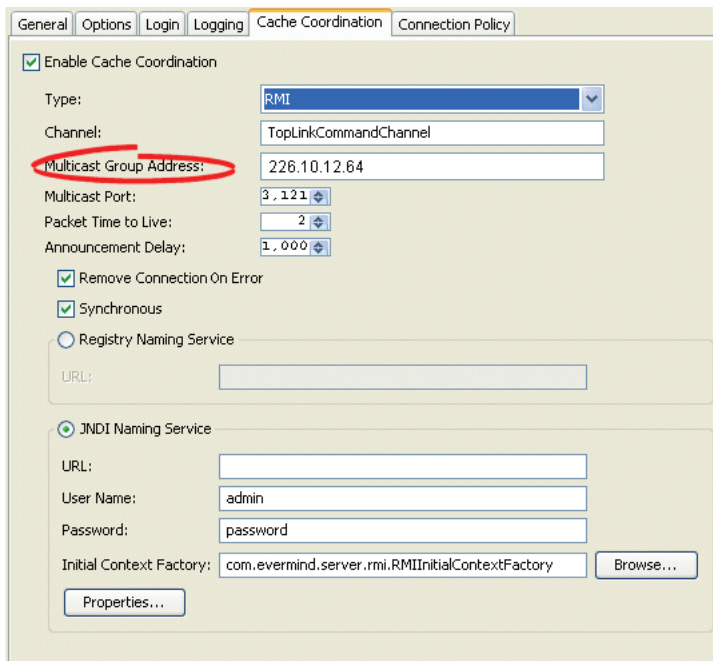 General Options Login Logging Cache Coordination Connection Policy
Enable Cache Coordination
Type: RMI
Channel: TopLinkCommandChannel
Multicast Group Address: 226.10.12.64
Multicast Port: 3,121
Packet Time to Live: 2
Announcement Delay: 1,000
Remove Connection On Error
Synchronous
Registry Naming Service
URL:
JNDI Naming Service
URL:
User Name: admin
Password: password
Initial Context Factory: com.evermind.server.rmi.RMIInitialContextFactory Browse...
Properties...